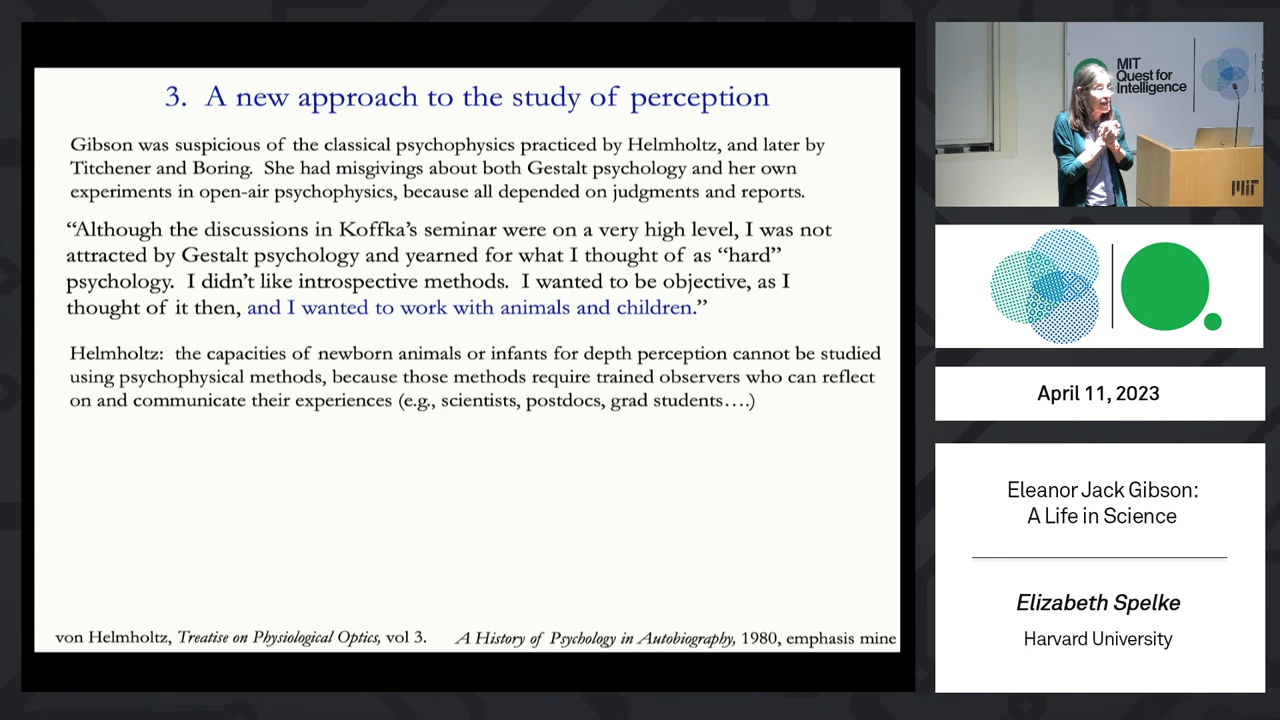 3. A new approach to the study of perception
Gibson was suspicious of the classical psychophysics practiced by Helmholtz, and later by
Titchener and Boring. She had misgivings about both Gestalt psychology and her own
experiments in open-air psychophysics, because all depended on judgments and reports.
“Although the discussions in Koffka’s seminar were on a very high level, I was not
attracted by Gestalt psychology and yearned for what I thought of as “hard”
psychology. I didn’t like introspective methods. I wanted to be objective, as I
thought of it then, and I wanted to work with animals and children.”
Helmholtz: the capacities of newborn animals or infants for depth perception cannot be studied
using psychophysical methods, because those methods require trained observers who can reflect
on and communicate their experiences (e.g., scientists, postdocs, grad students….)
von Helmholtz, Treatise on Physiological Optics, vol 3. A History of Psychology in Autobiography, 1980, emphasis mine
MIT
Quest for
Intelligence
MIT
April 11, 2023
Eleanor Jack Gibson:
A Life in Science
Elizabeth Spelke
Harvard University